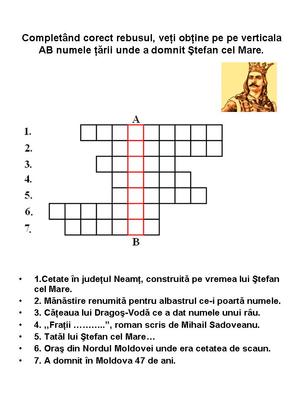 Completând corect rebusul, veți obține pe pe verticala
AB numele țării unde a domnit Ștefan cel Mare.
A
1.
2.
3.
4.
5.
6.
7.
B
• 1.Cetate în județul Neamț, construită pe vremea lui Ștefan
cel Mare.
• 2. Mănăstire renumită pentru albastrul ce-i poartă numele.
• 3. Cățeaua lui Dragoș-Vodă ce a dat numele unui râu.
• 4. ,,Frații ………..”, roman scris de Mihail Sadoveanu.
• 5. Tatăl lui Ștefan cel Mare…
• 6. Oraș din Nordul Moldovei unde era cetatea de scaun.
• 7. A domnit în Moldova 47 de ani.